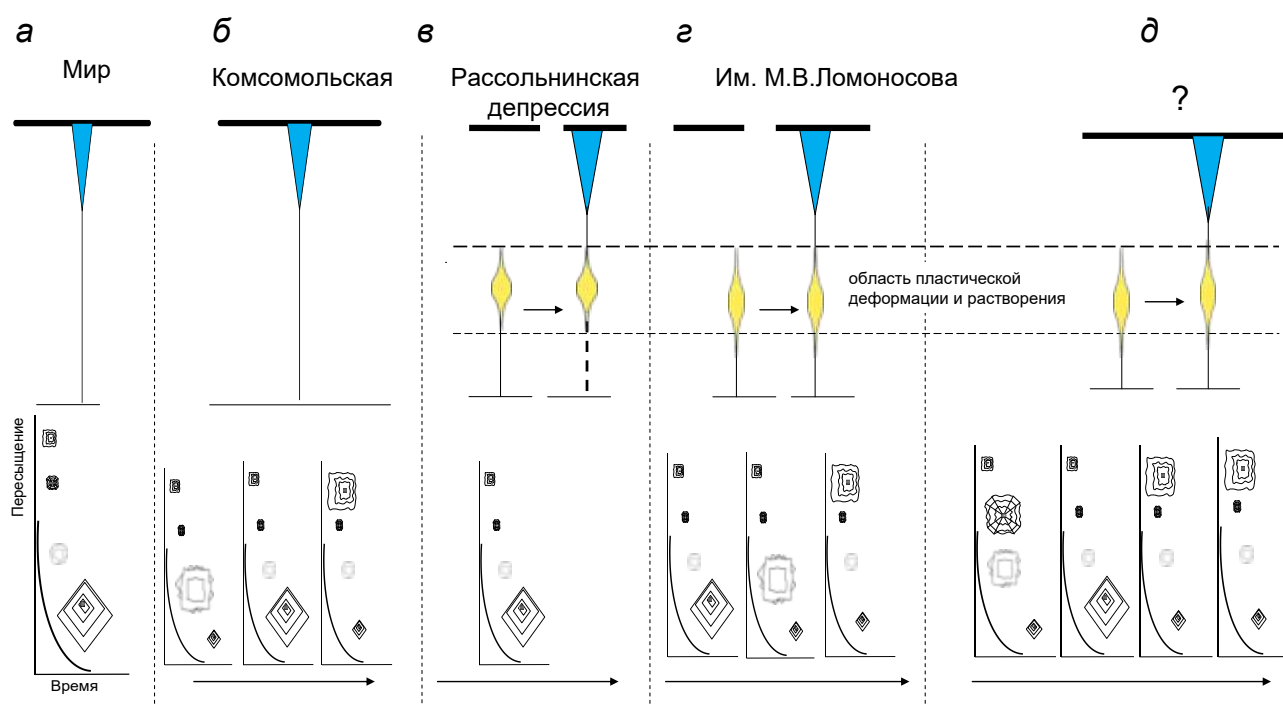 а
Мир
б
Комсомольская
в
Рассольнинская
депрессия
г
Им. М.В.Ломоносова
д
?
область пластической
деформации и растворения
Пересыщение
Время